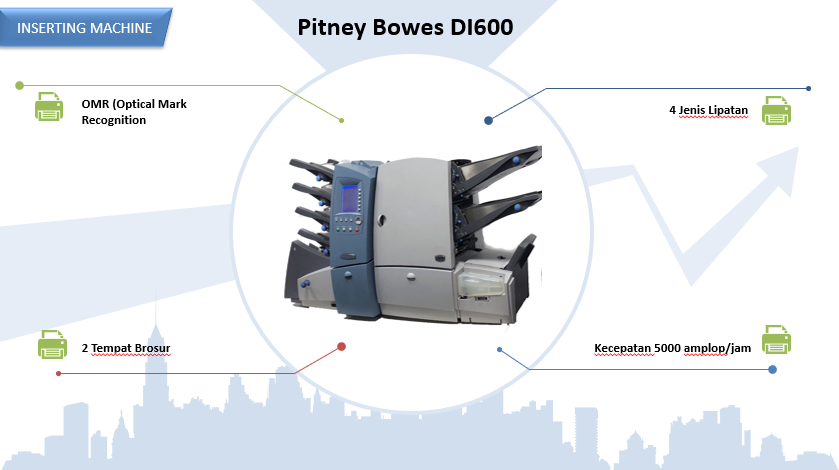 INSERTING MACHINE
Pitney Bowes DI600
OMR (Optical Mark
Recognition
4 Jenis Lipatan
2 Tempat Brosur
Kecepatan 5000 amplop/jam